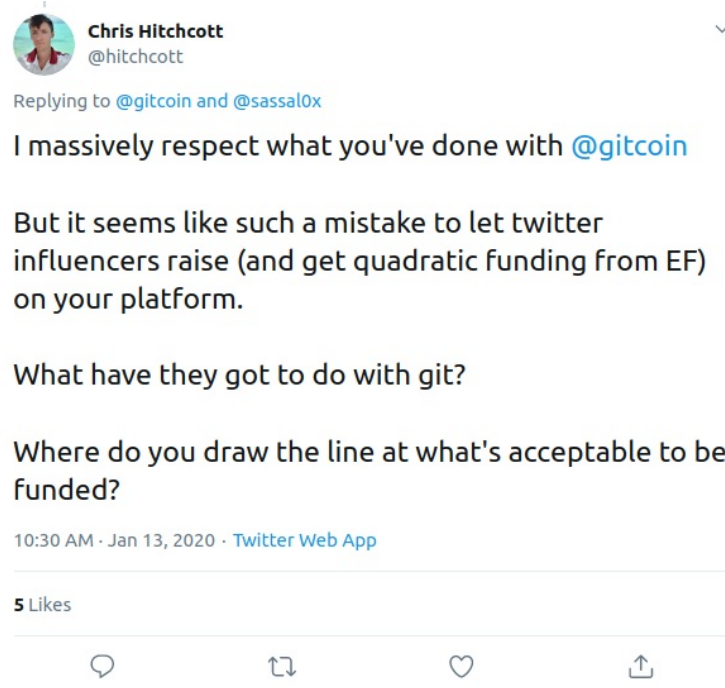 Chris Hitchcott
@hitchcott
Replying to @gitcoin and @sassal0x
I massively respect what you've done with @gitcoin
But it seems like such a mistake to let twitter
influencers raise (and get quadratic funding from EF)
on your platform.
What have they got to do with git?
Where do you draw the line at what's acceptable to be
funded?
10:30 AM · Jan 13, 2020 · Twitter Web App
5 Likes